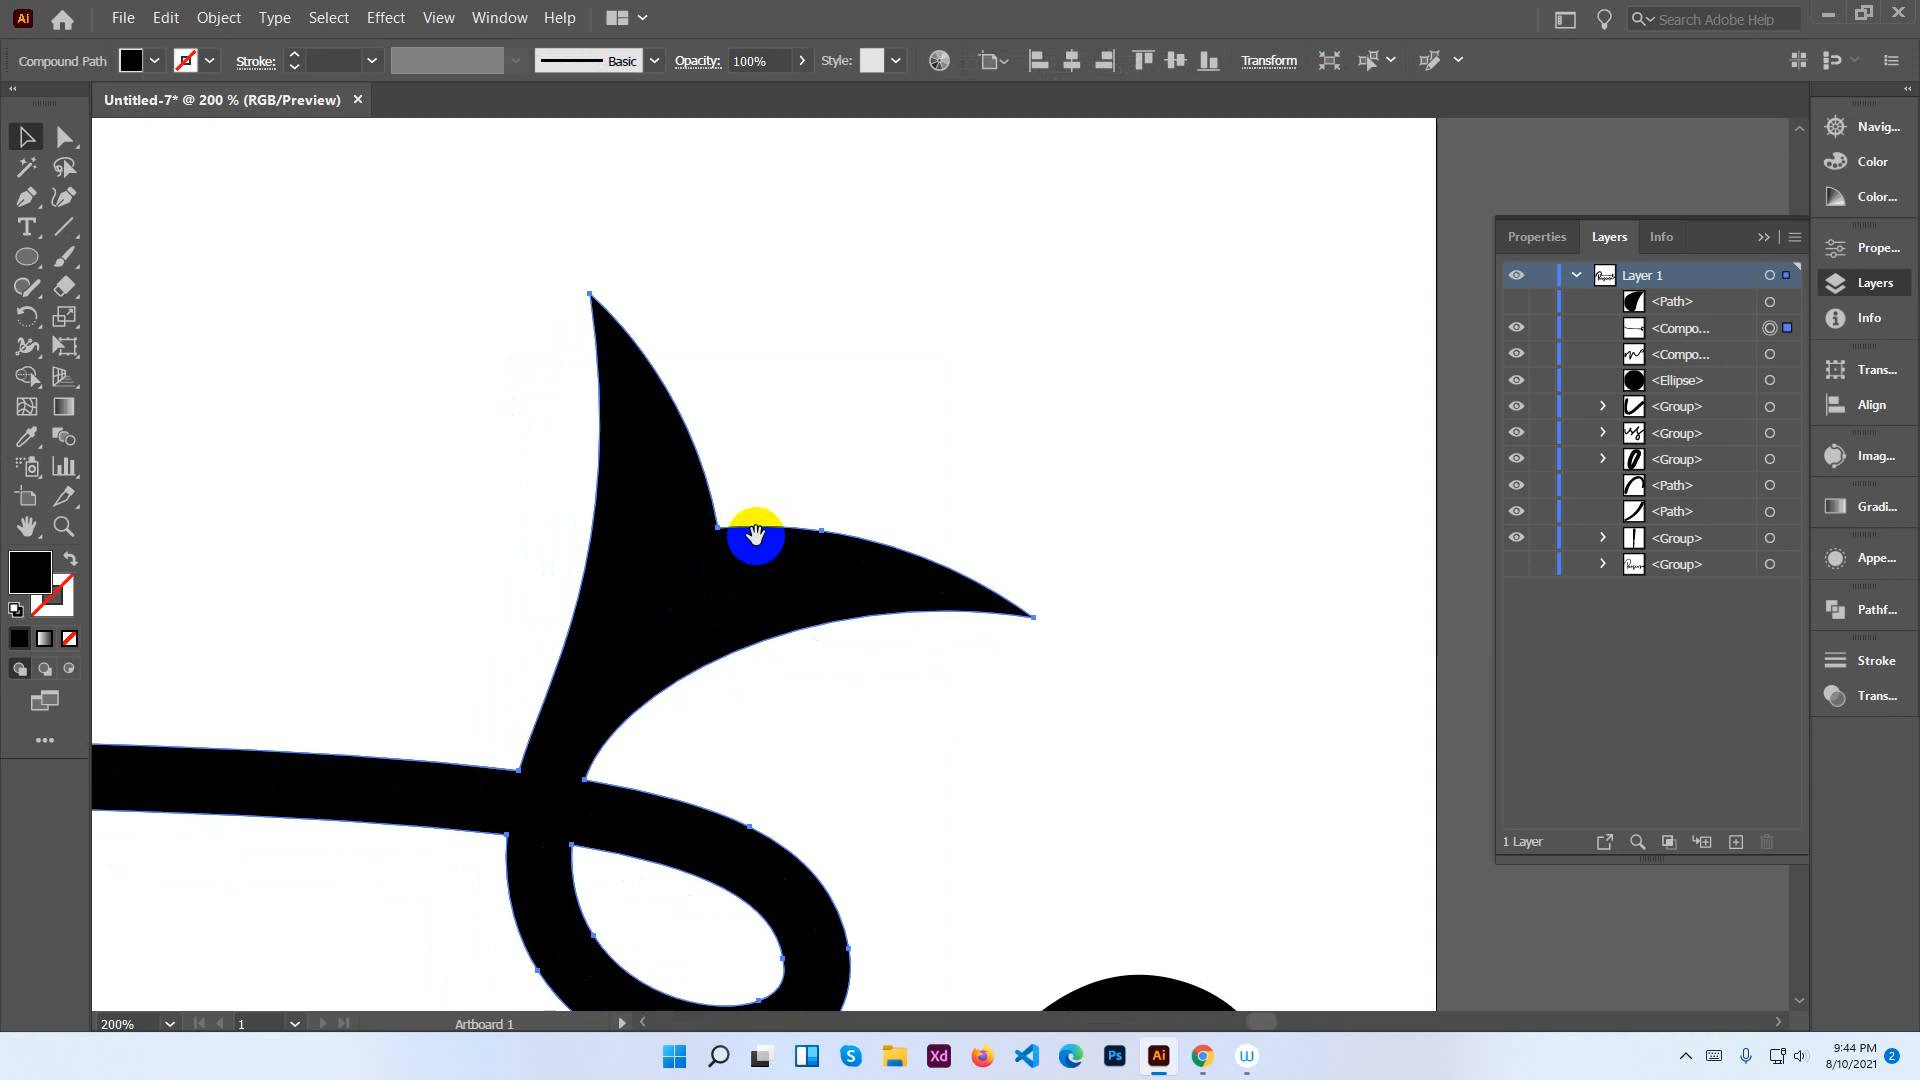 Ai File Edit Object Type Select Effect View Window Help Search Adobe Help
Compound Path Stroke: Basic Opacity: 100% Style: Transform
Untitled-7* @ 200 % (RGB/Preview)
Properties Layers Info
Layer 1
<Path>
<Compo...
<Compo...
<Ellipse>
<Group>
<Group>
<Group>
<Path>
<Path>
<Group>
<Group>
1 Layer
Navig...
Color
Color...
Prope...
Layers
Info
Trans...
Align
Imag...
Gradi...
Appe...
Pathf...
Stroke
Trans...
200% 1 Artboard 1
Xd Ps Ai
9:44 PM
8/10/2021 2